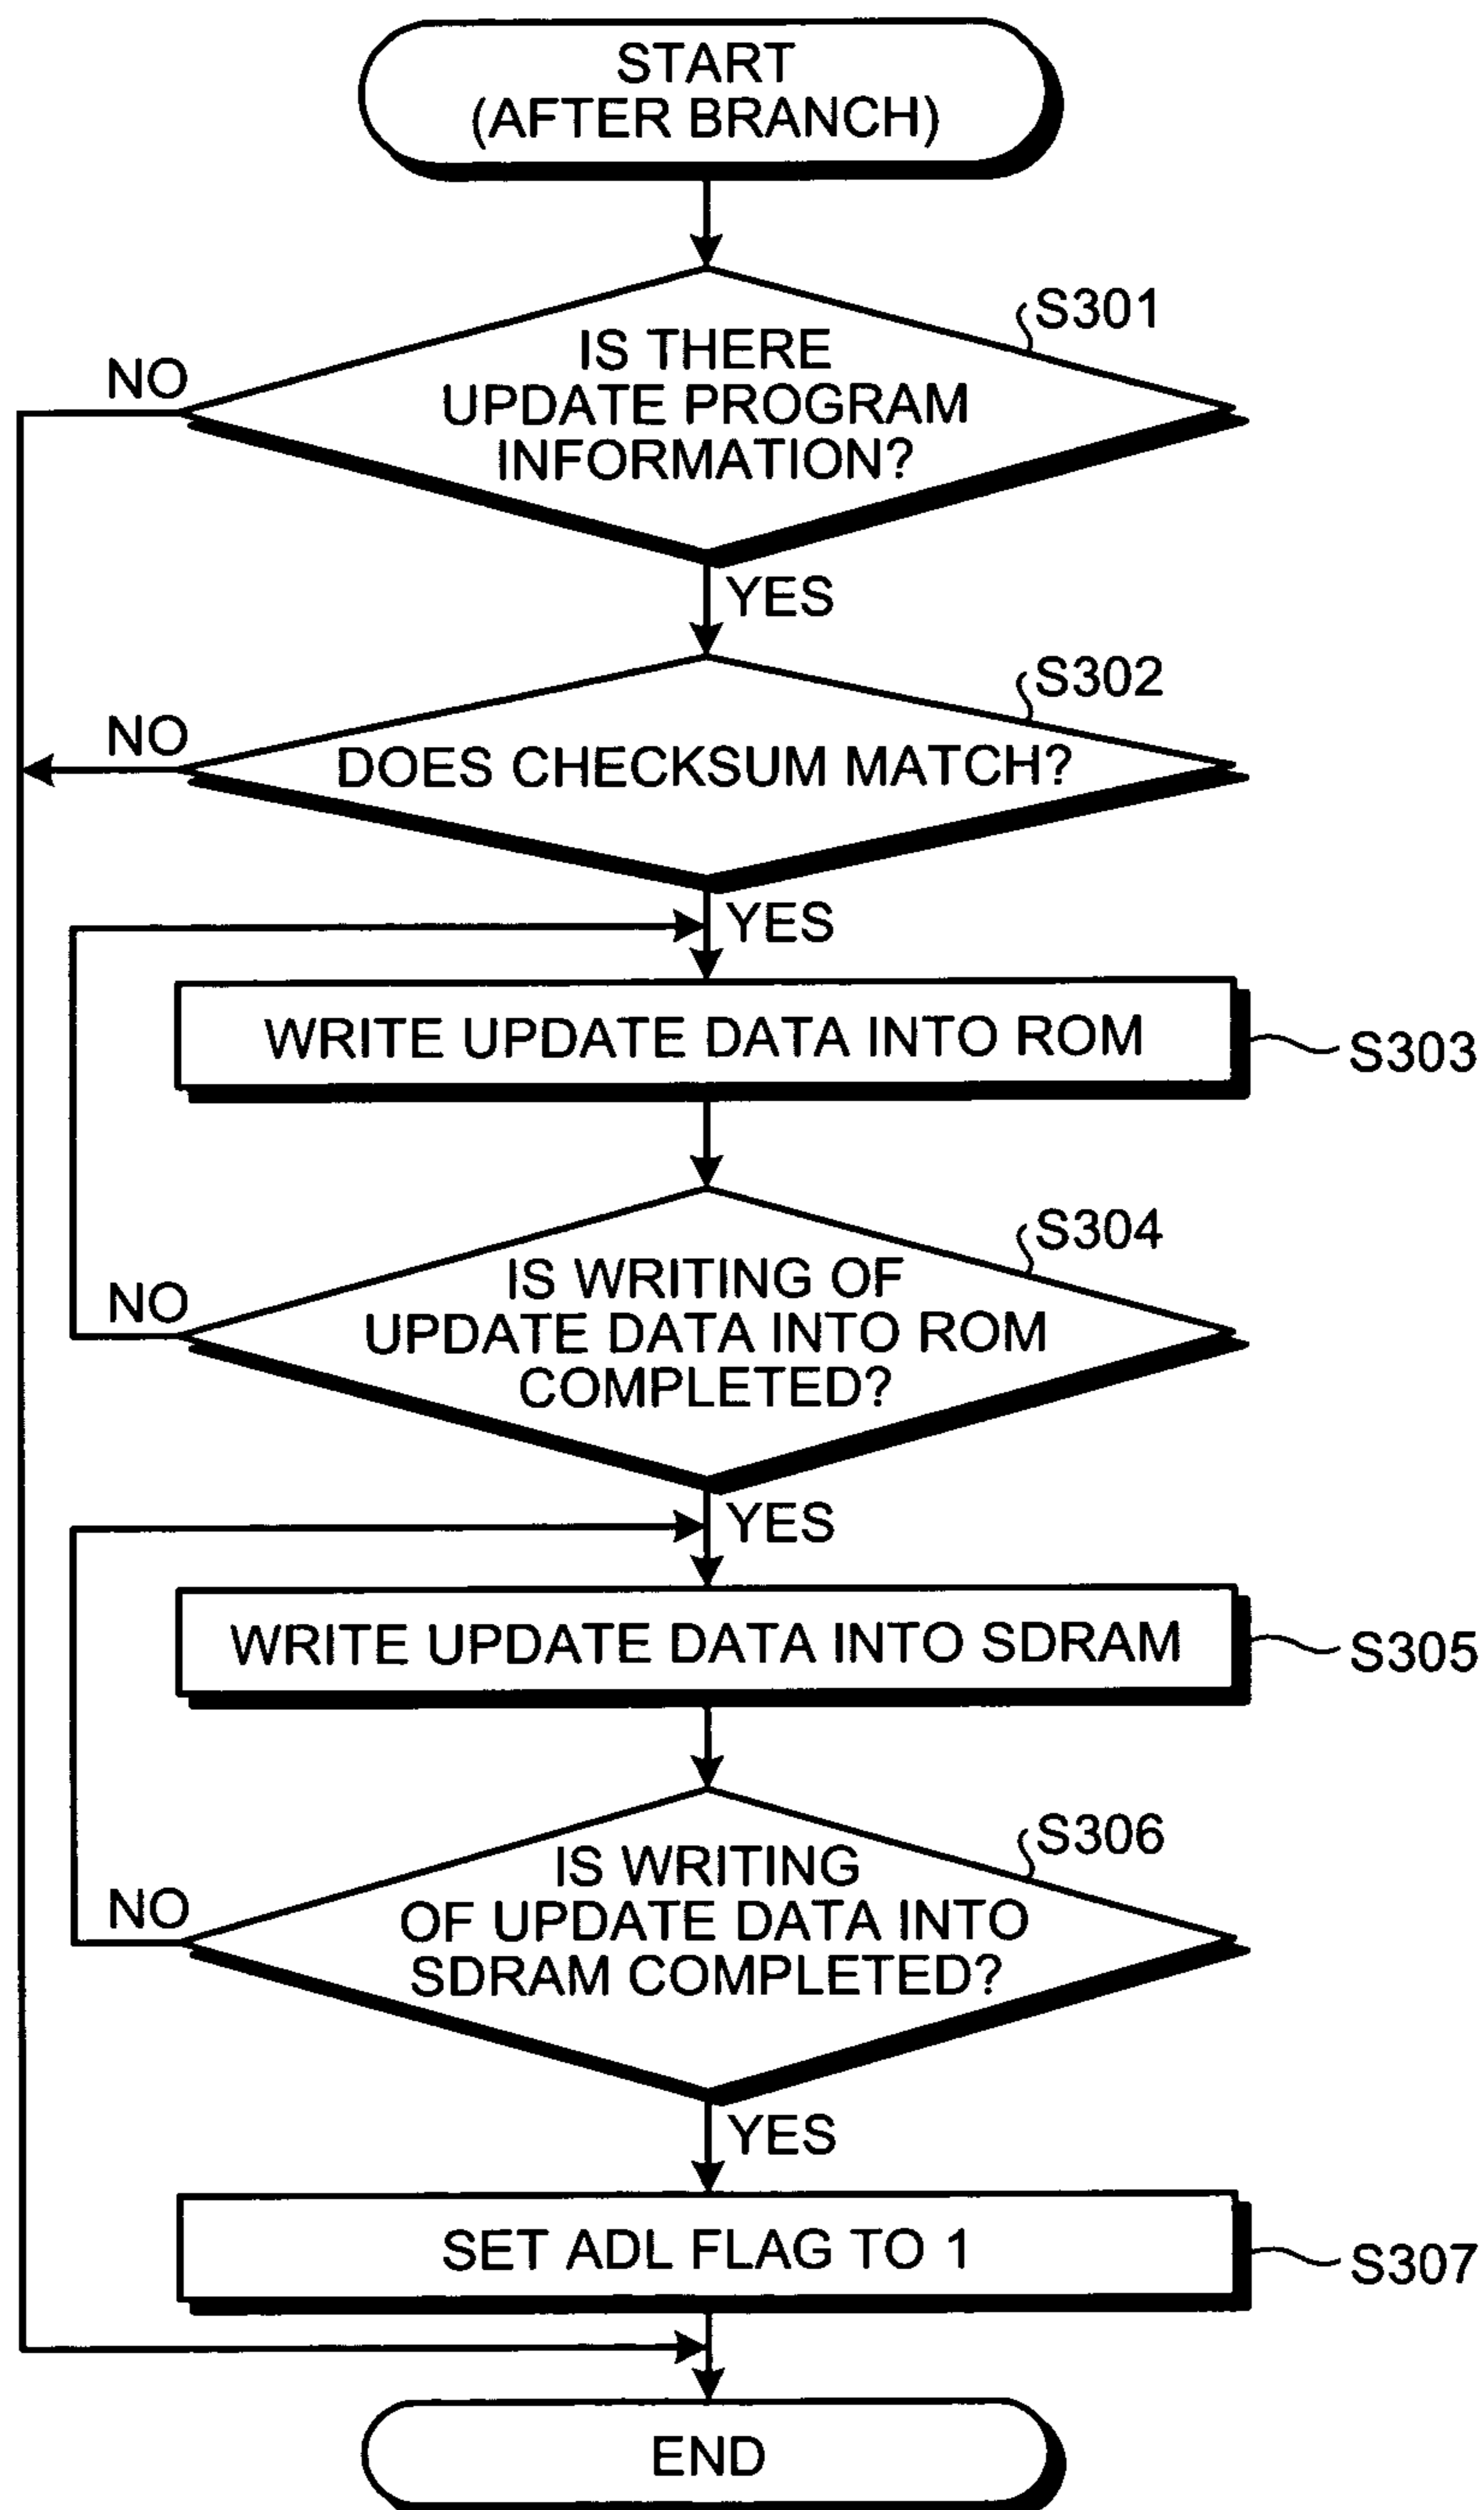 START
(AFTER BRANCH)
S301
IS THERE
NO
UPDATE PROGRAM
INFORMATION?
YES
S302
NO
DOES CHECKSUM MATCH?
YES
WRITE UPDATE DATA INTO ROM
S303
S304
IS WRITING OF
NO
UPDATE DATA INTO ROM
COMPLETED?
YES
WRITE UPDATE DATA INTO SDRAM
S305
S306
IS WRITING
NO
OF UPDATE DATA INTO
SDRAM COMPLETED?
YES
SET ADL FLAG TO 1
S307
END